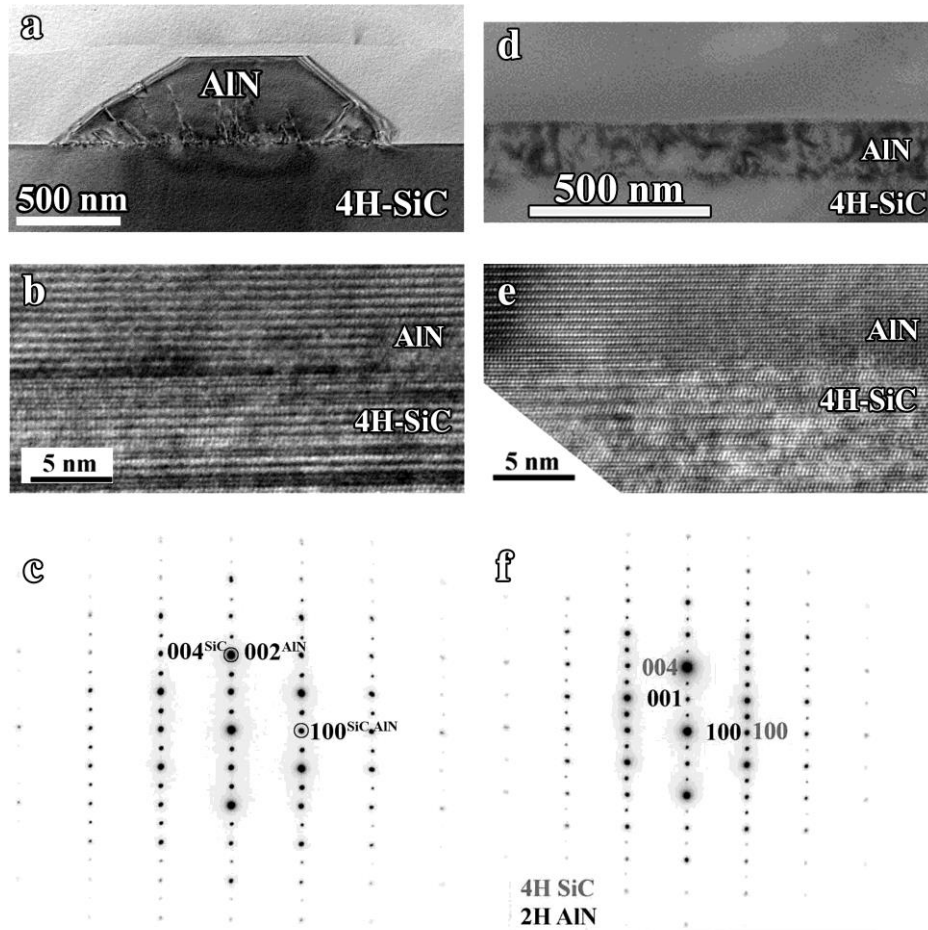 a
AlN
500 nm
4H-SiC
d
AlN
500 nm
4H-SiC
b
AlN
4H-SiC
5 nm
e
AlN
4H-SiC
5 nm
c
004SiC 002AlN
100SiC AlN
f
004
001
100 100
4H SiC
2H AlN